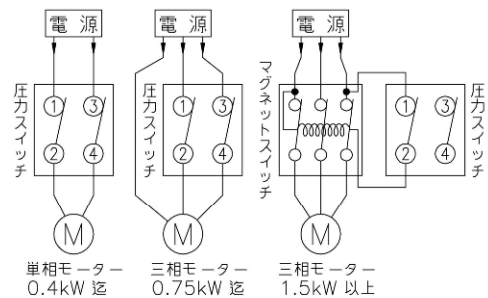 電 源
電 源
電 源
圧力スイッチ
① ③
② ④
圧力スイッチ
① ③
② ④
マグネットスイッチ
① ③
② ④
圧力スイッチ
M
M
M
単相モーター
0.4kW 迄
三相モーター
0.75kW 迄
三相モーター
1.5kW 以上